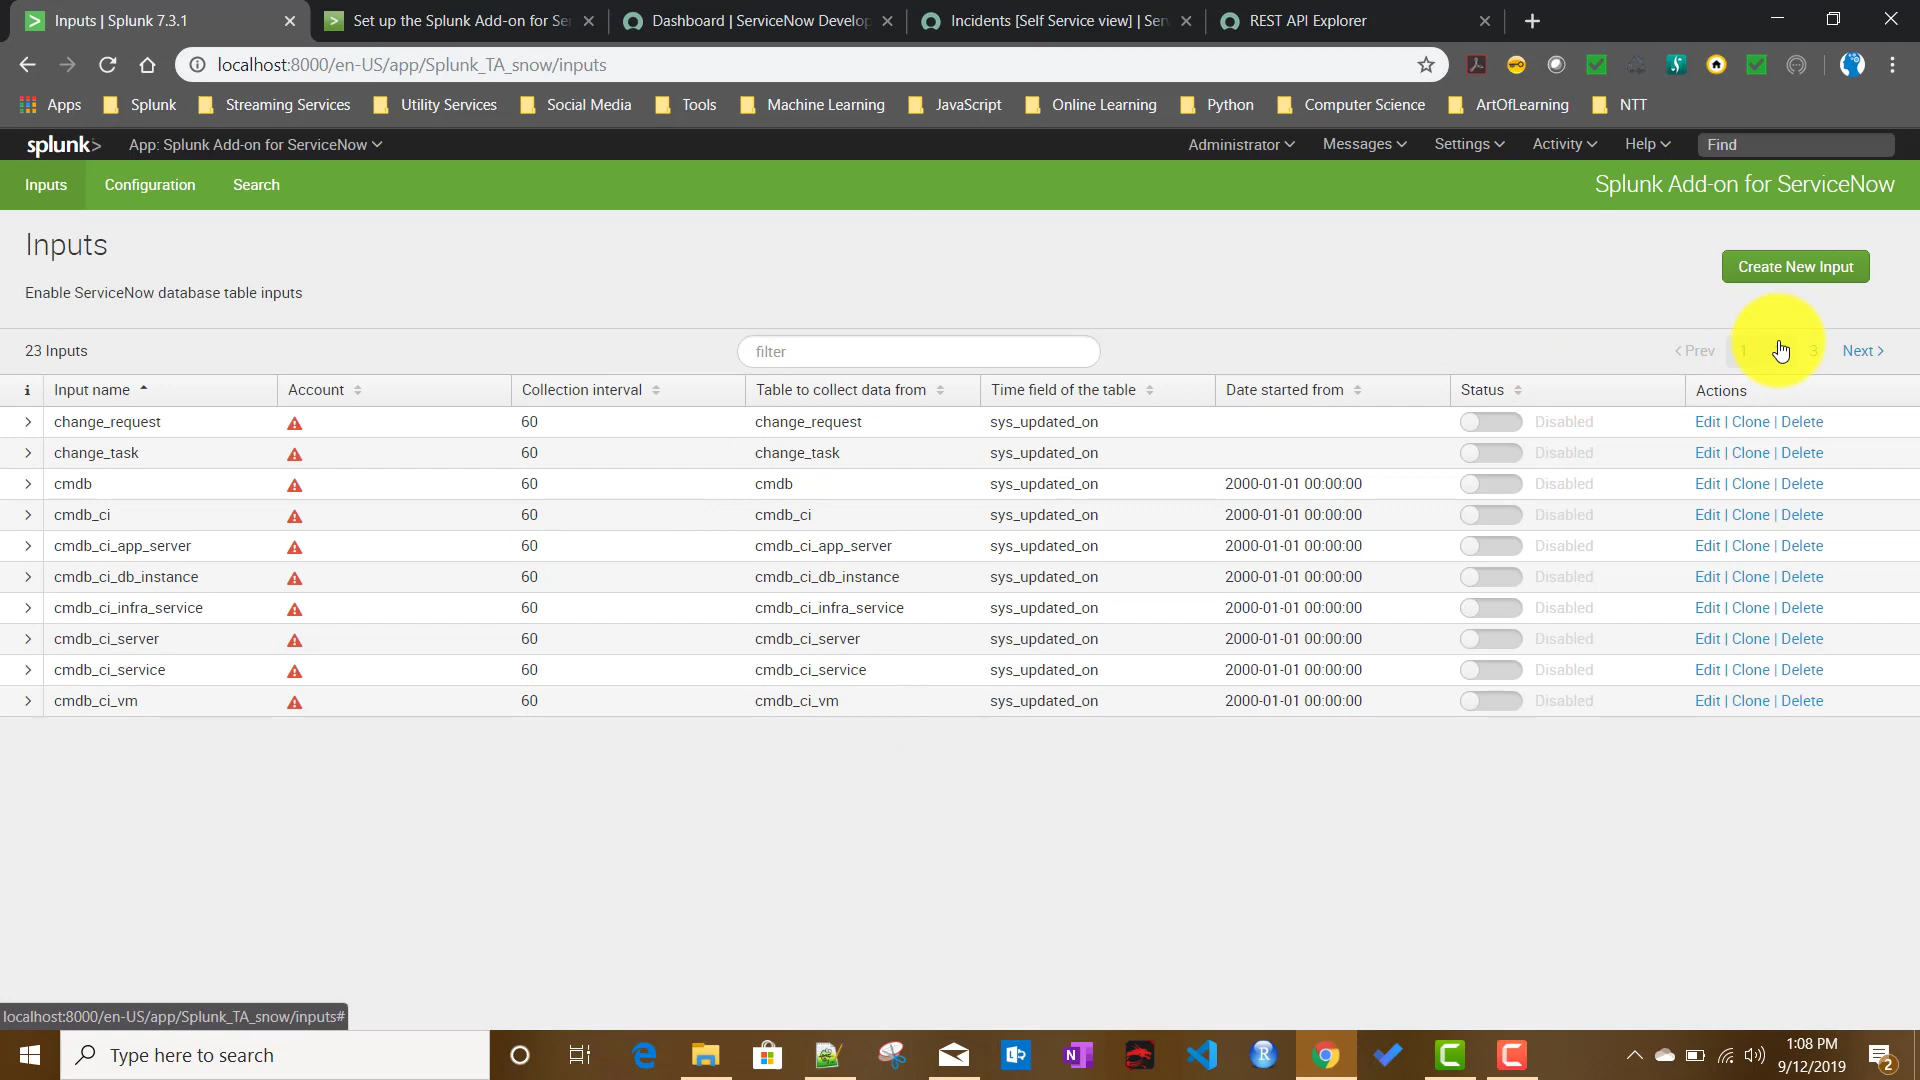 Inputs | Splunk 7.3.1
Set up the Splunk Add-on for Se
Dashboard | ServiceNow Develop
Incidents [Self Service view] | Ser
REST API Explorer
localhost:8000/en-US/app/Splunk_TA_snow/inputs
Apps Splunk Streaming Services Utility Services Social Media Tools Machine Learning JavaScript Online Learning Python Computer Science ArtOfLearning NTT
splunk> App: Splunk Add-on for ServiceNow Administrator Messages Settings Activity Help Find
Inputs Configuration Search Splunk Add-on for ServiceNow
Inputs
Create New Input
Enable ServiceNow database table inputs
23 Inputs filter < Prev 1 3 Next >
i Input name Account Collection interval Table to collect data from Time field of the table Date started from Status Actions
change_request 60 change_request sys_updated_on Disabled Edit | Clone | Delete
change_task 60 change_task sys_updated_on Disabled Edit | Clone | Delete
cmdb 60 cmdb sys_updated_on 2000-01-01 00:00:00 Disabled Edit | Clone | Delete
cmdb_ci 60 cmdb_ci sys_updated_on 2000-01-01 00:00:00 Disabled Edit | Clone | Delete
cmdb_ci_app_server 60 cmdb_ci_app_server sys_updated_on 2000-01-01 00:00:00 Disabled Edit | Clone | Delete
cmdb_ci_db_instance 60 cmdb_ci_db_instance sys_updated_on 2000-01-01 00:00:00 Disabled Edit | Clone | Delete
cmdb_ci_infra_service 60 cmdb_ci_infra_service sys_updated_on 2000-01-01 00:00:00 Disabled Edit | Clone | Delete
cmdb_ci_server 60 cmdb_ci_server sys_updated_on 2000-01-01 00:00:00 Disabled Edit | Clone | Delete
cmdb_ci_service 60 cmdb_ci_service sys_updated_on 2000-01-01 00:00:00 Disabled Edit | Clone | Delete
cmdb_ci_vm 60 cmdb_ci_vm sys_updated_on 2000-01-01 00:00:00 Disabled Edit | Clone | Delete
localhost:8000/en-US/app/Splunk_TA_snow/inputs#
Type here to search
1:08 PM
9/12/2019
2